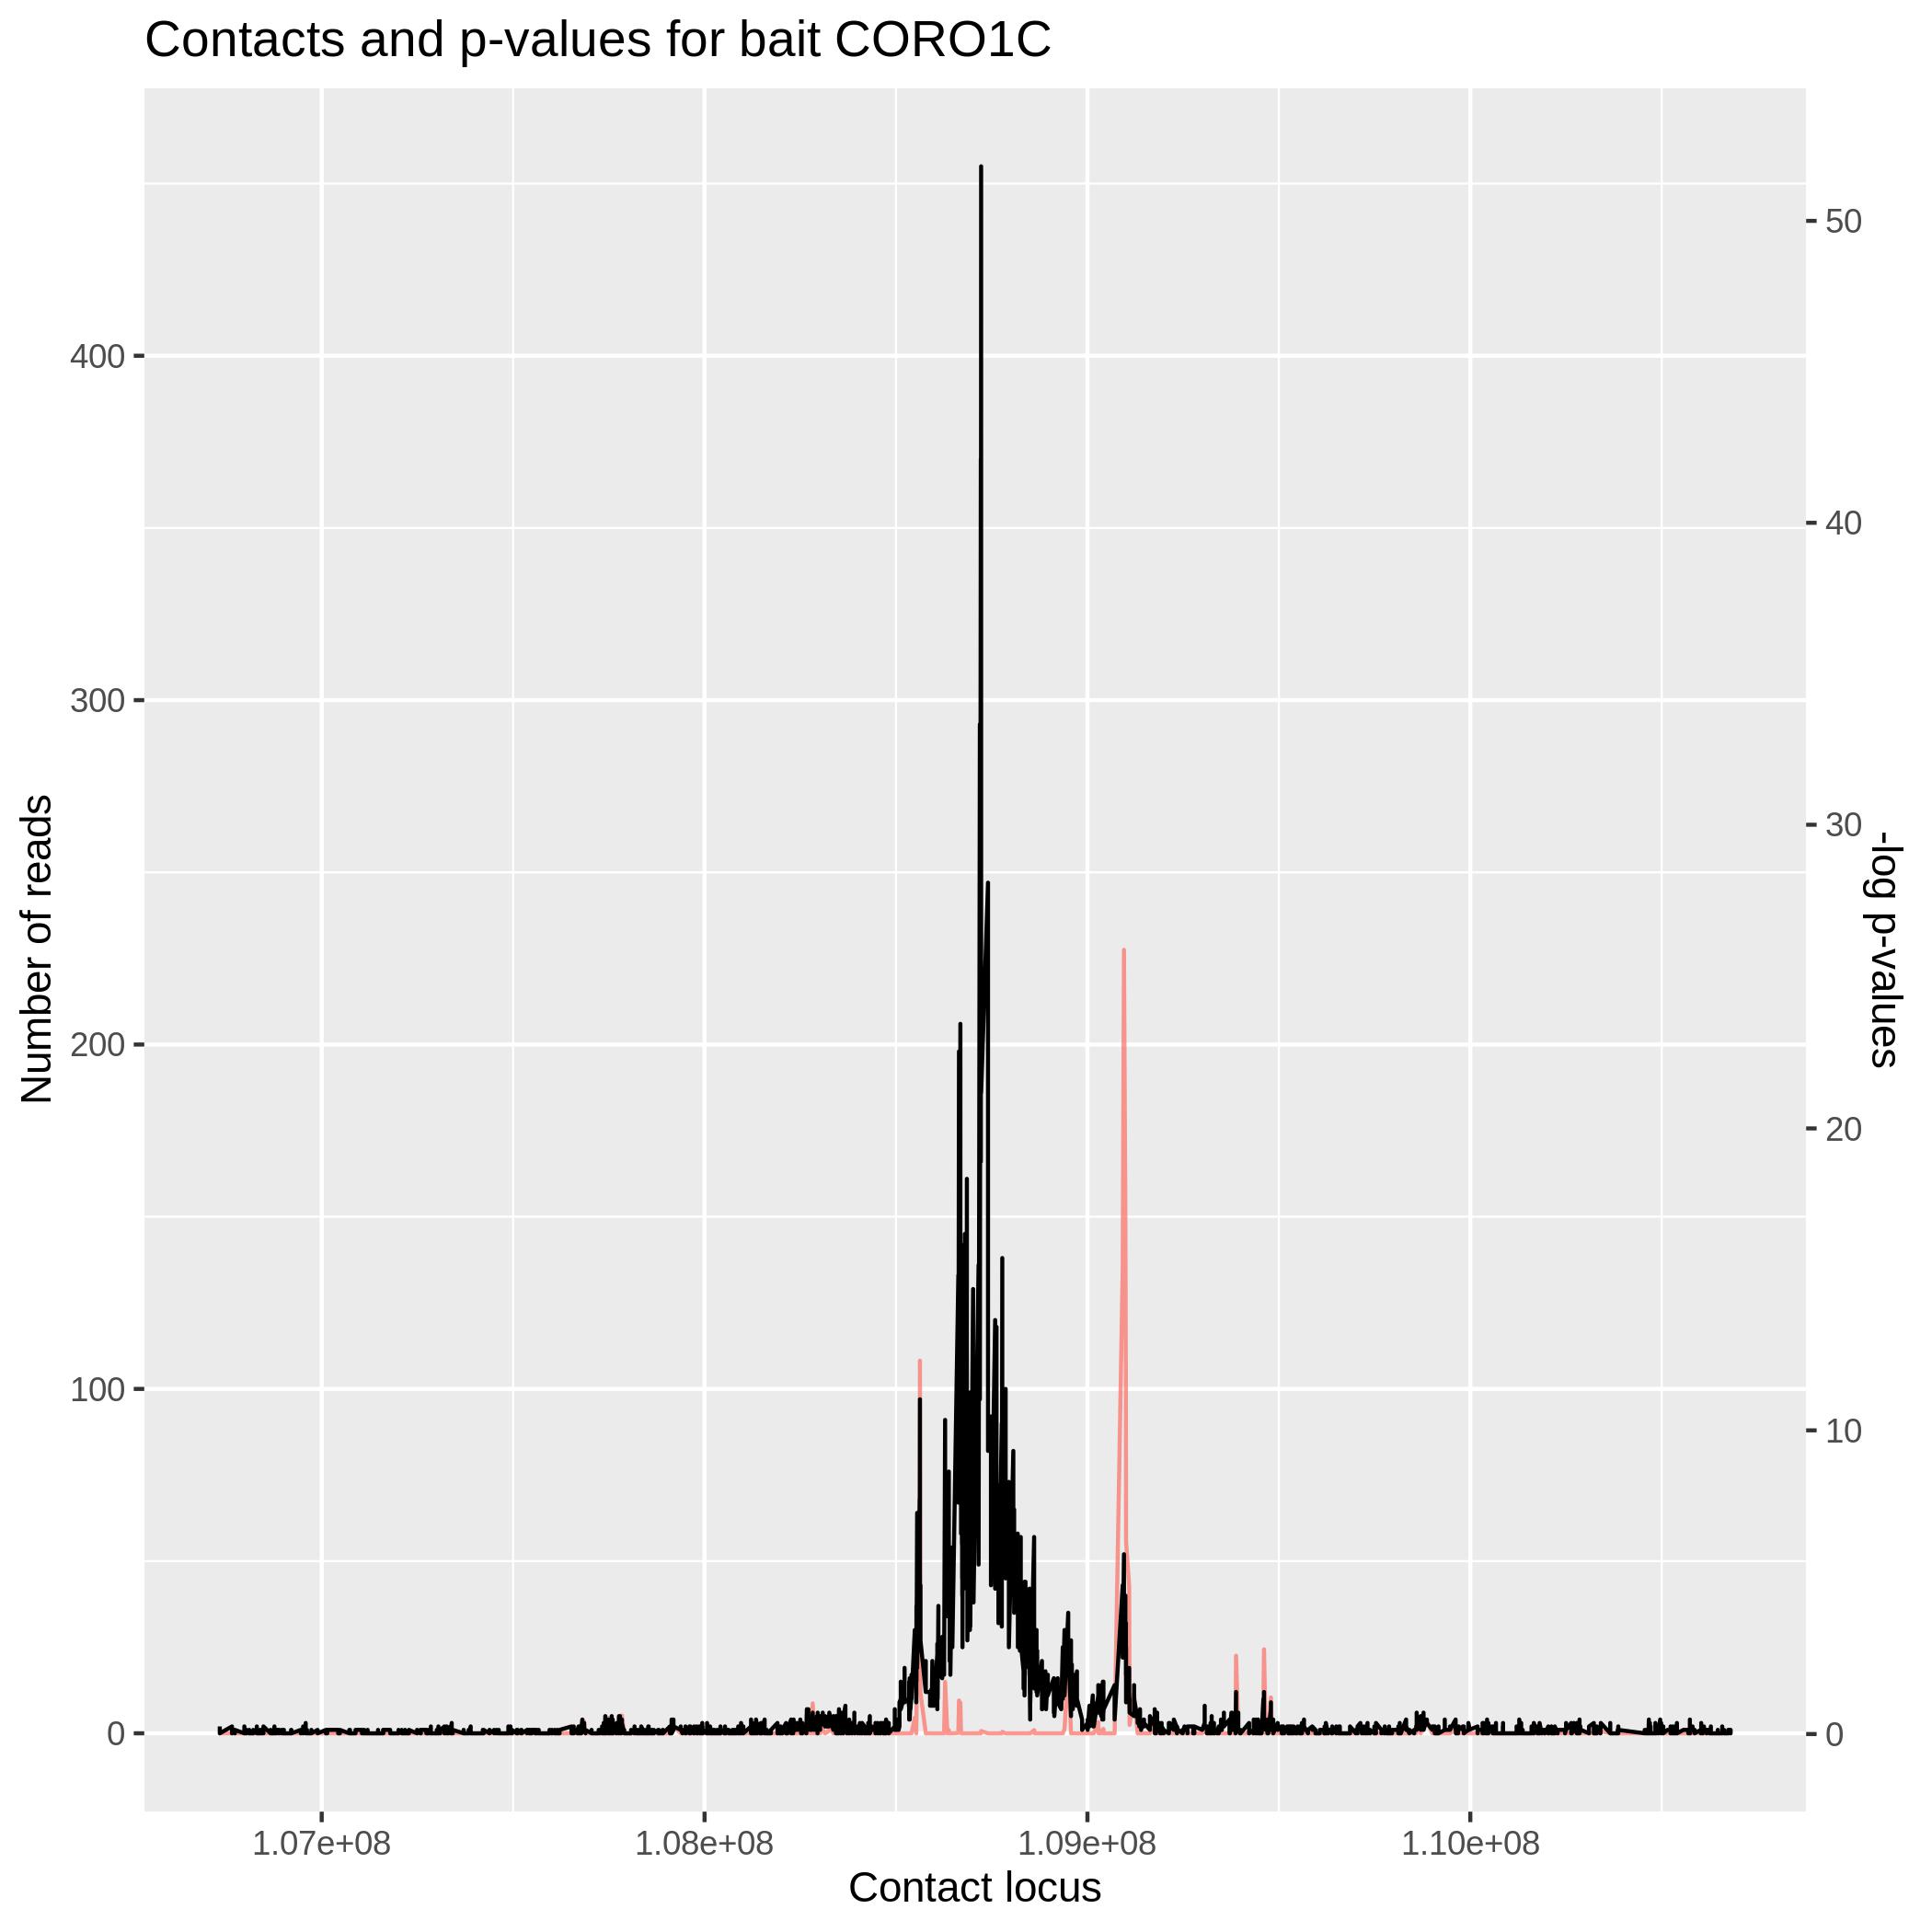 Contacts and p-values for bait CORO1C
Number of reads
400
300
200
100
0
50
40
30
20
10
0
-log p-values
1.07e+08
1.08e+08
1.09e+08
1.10e+08
Contact locus